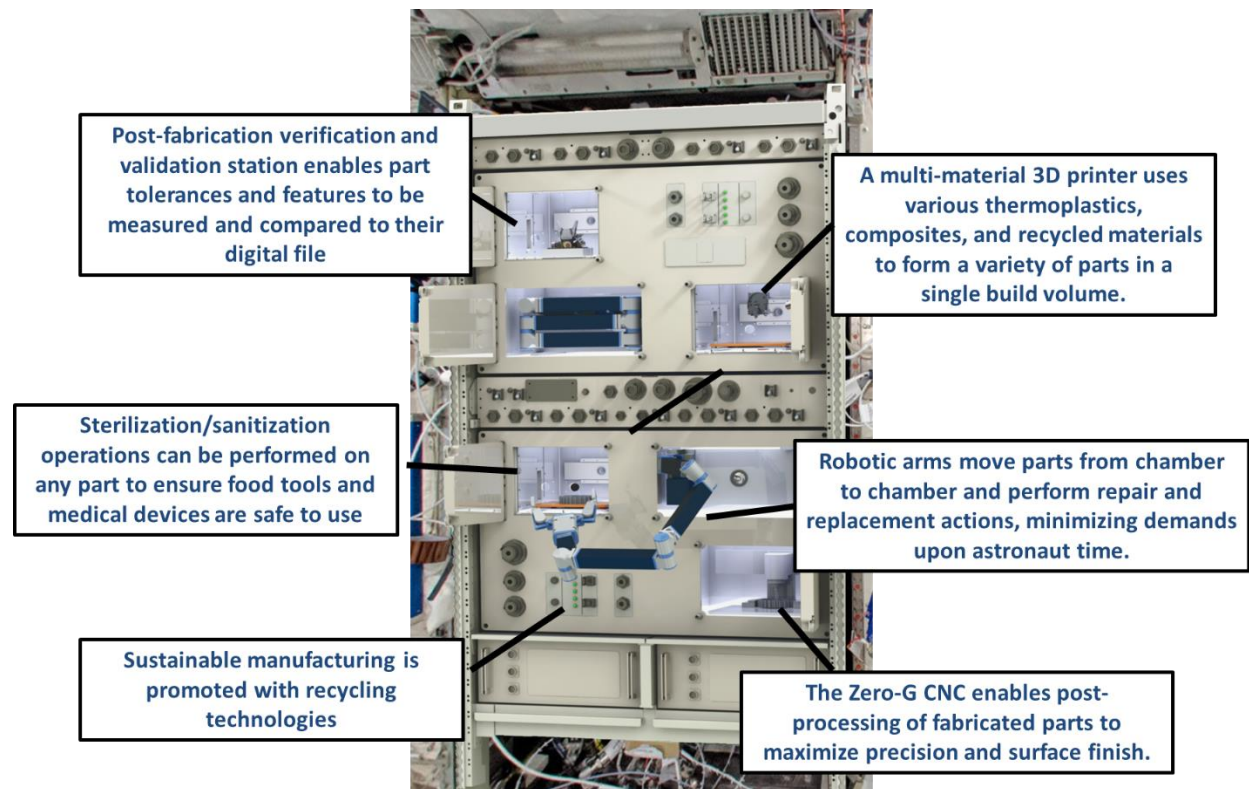 Post-fabrication verification and
validation station enables part
tolerances and features to be
measured and compared to their
digital file
A multi-material 3D printer uses
various thermoplastics,
composites, and recycled materials
to form a variety of parts in a
single build volume.
Sterilization/sanitization
operations can be performed on
any part to ensure food tools and
medical devices are safe to use
Robotic arms move parts from chamber
to chamber and perform repair and
replacement actions, minimizing demands
upon astronaut time.
Sustainable manufacturing is
promoted with recycling
technologies
The Zero-G CNC enables post-
processing of fabricated parts to
maximize precision and surface finish.